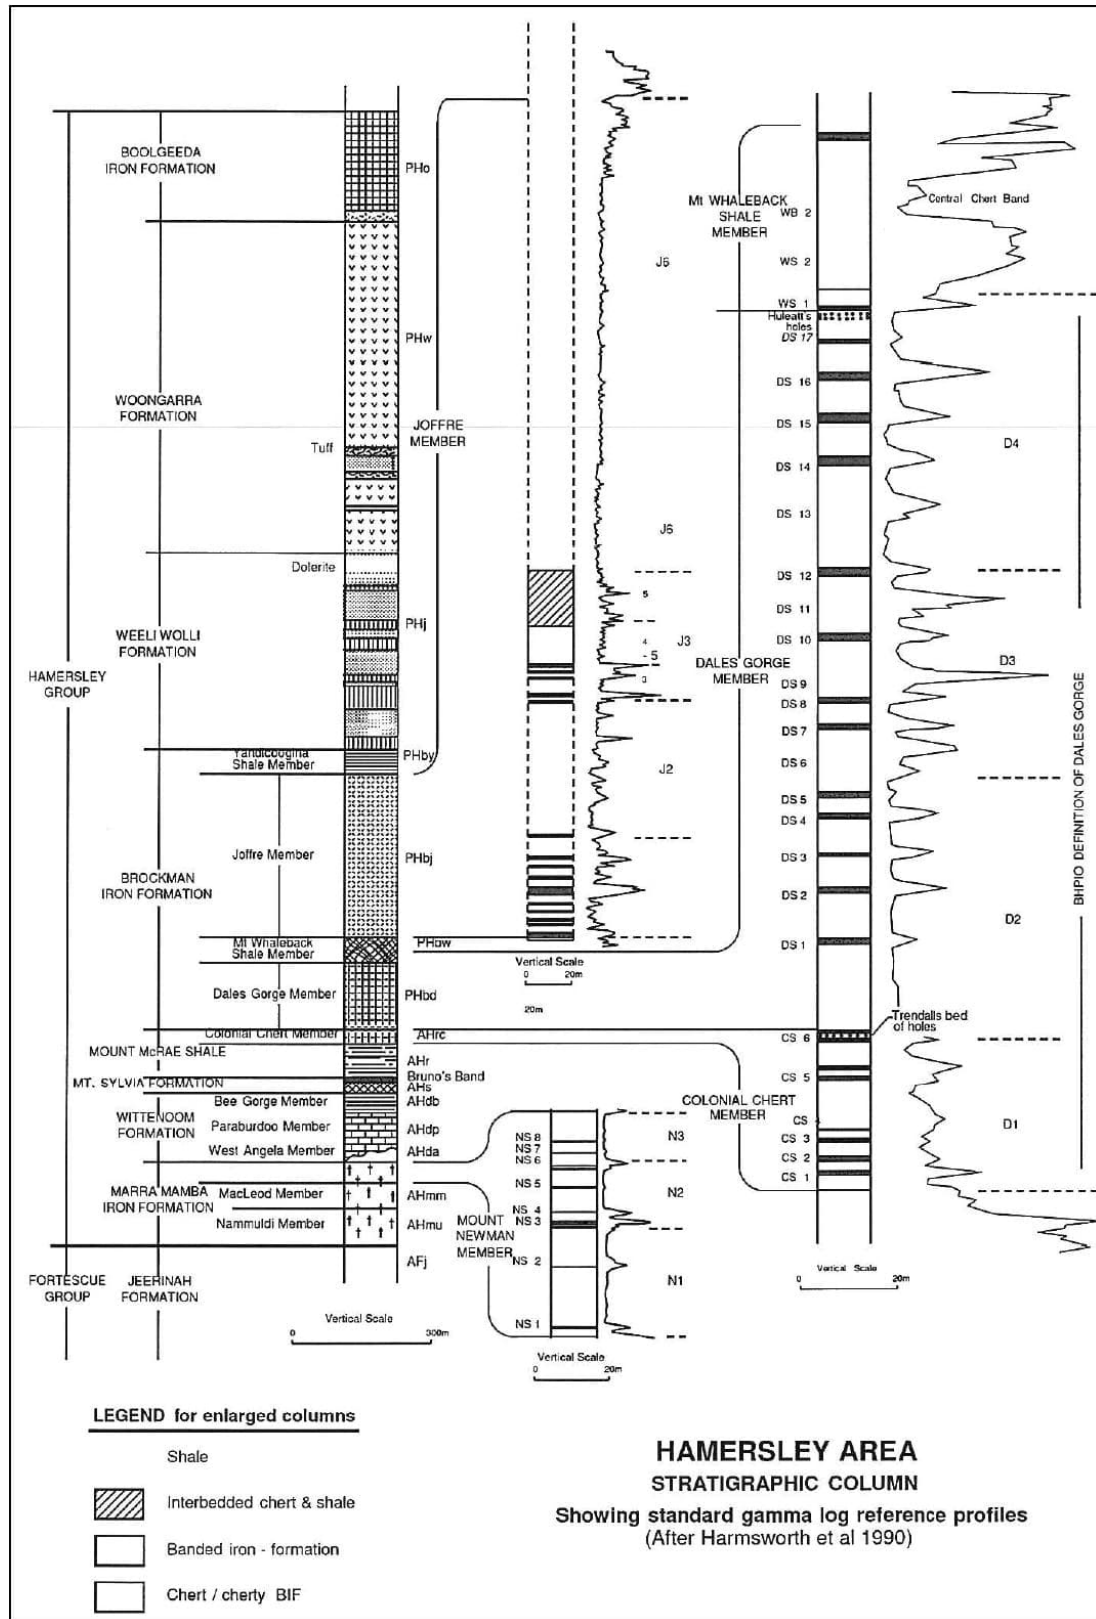 BOOLGEEDA
IRON FORMATION
PHo
PHw
WOONGARRA
FORMATION
Tuff
Dolerite
WEELI WOLLI
FORMATION
PHj
HAMERSLEY
GROUP
Yandicoogina
Shale Member
PHby
Joffre Member
PHbj
BROCKMAN
IRON FORMATION
Mt Whaleback
Shale Member
PHbw
Dales Gorge Member
PHbd
Colonial Chert Member
AHrc
MOUNT McRAE SHALE
AHr
Bruno's Band
MT. SYLVIA FORMATION
AHs
Bee Gorge Member
AHdb
WITTENOOM
FORMATION
Paraburdoo Member
AHdp
West Angela Member
AHda
MARRA MAMBA
IRON FORMATION
MacLeod Member
AHmm
Nammuldi Member
AHmu
AFj
FORTESCUE
GROUP
JEERINAH
FORMATION
Vertical Scale
0 300m
JOFFRE
MEMBER
J6
J6
5
4
J3
- 5
J2
Vertical Scale
0 20m
20m
MOUNT
NEWMAN
MEMBER
NS 8
NS 7
NS 6
NS 5
NS 4
NS 3
NS 2
NS 1
N3
N2
N1
Vertical Scale
0 20m
Mt WHALEBACK
SHALE
MEMBER
WB 2
WS 2
WS 1
Huleatt's
holes
DS 17
DS 16
DS 15
DS 14
DS 13
DS 12
DS 11
DS 10
DALES GORGE
MEMBER
DS 9
DS 8
DS 7
DS 6
DS 5
DS 4
DS 3
DS 2
DS 1
CS 6
CS 5
COLONIAL CHERT
MEMBER
CS 4
CS 3
CS 2
CS 1
Central Chert Band
D4
D3
D2
Trendalls bed
of holes
D1
BHPIO DEFINITION OF DALES GORGE
Vertical Scale
0 20m
LEGEND for enlarged columns
Shale
Interbedded chert & shale
Banded iron - formation
Chert / cherty BIF
HAMERSLEY AREA
STRATIGRAPHIC COLUMN
Showing standard gamma log reference profiles
(After Harmsworth et al 1990)